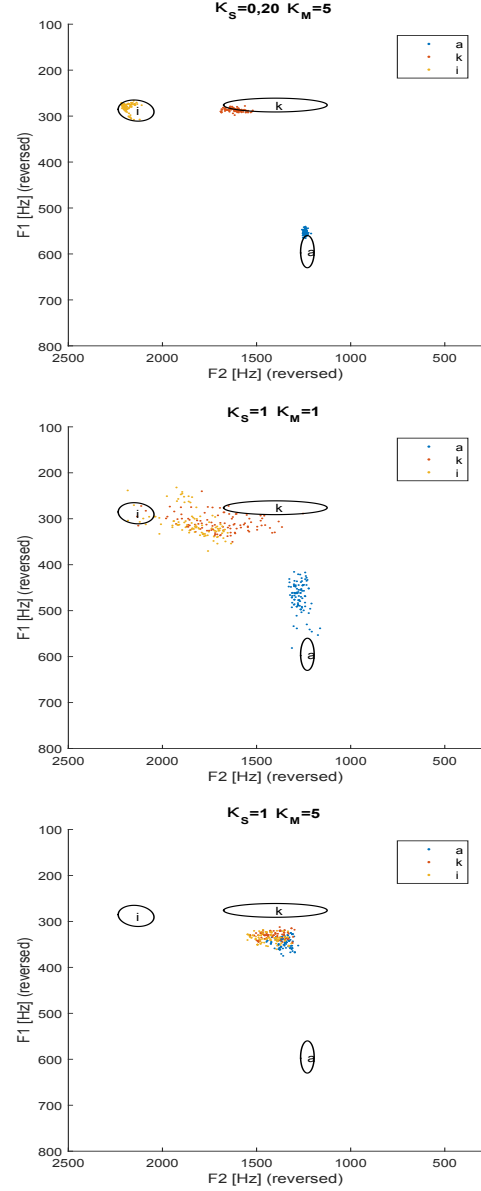 K_S=0,20 K_M=5
100
200
300
400
500
600
700
800
F1 [Hz] (reversed)
2500 2000 1500 1000 500
F2 [Hz] (reversed)
a
k
i
i
k
a
K_S=1 K_M=1
100
200
300
400
500
600
700
800
F1 [Hz] (reversed)
2500 2000 1500 1000 500
F2 [Hz] (reversed)
a
k
i
i
k
a
K_S=1 K_M=5
100
200
300
400
500
600
700
800
F1 [Hz] (reversed)
2500 2000 1500 1000 500
F2 [Hz] (reversed)
a
k
i
i
k
a